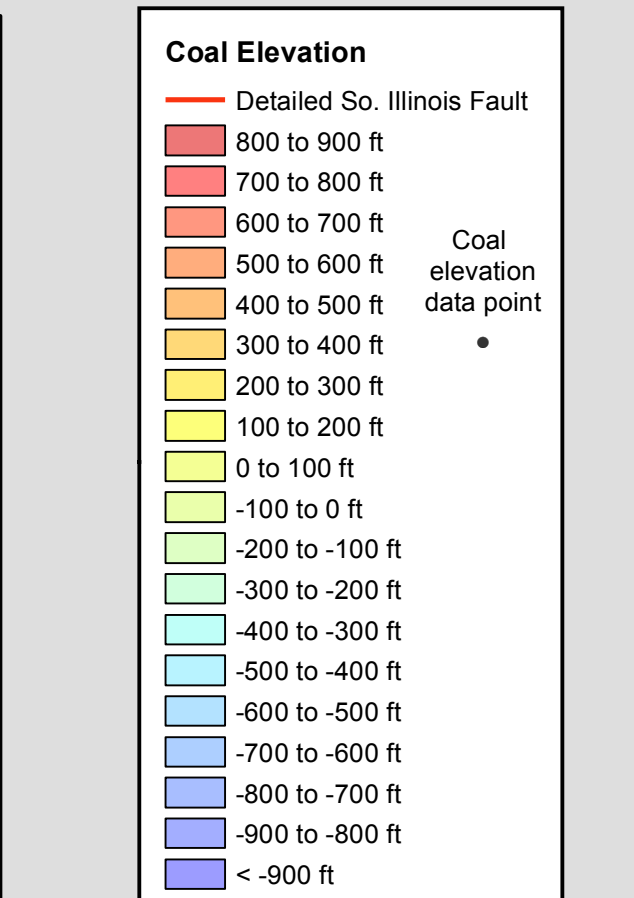 Coal Elevation
Detailed So. Illinois Fault
800 to 900 ft
700 to 800 ft
600 to 700 ft
500 to 600 ft
400 to 500 ft
300 to 400 ft
200 to 300 ft
100 to 200 ft
0 to 100 ft
-100 to 0 ft
-200 to -100 ft
-300 to -200 ft
-400 to -300 ft
-500 to -400 ft
-600 to -500 ft
-700 to -600 ft
-800 to -700 ft
-900 to -800 ft
< -900 ft
Coal
elevation
data point